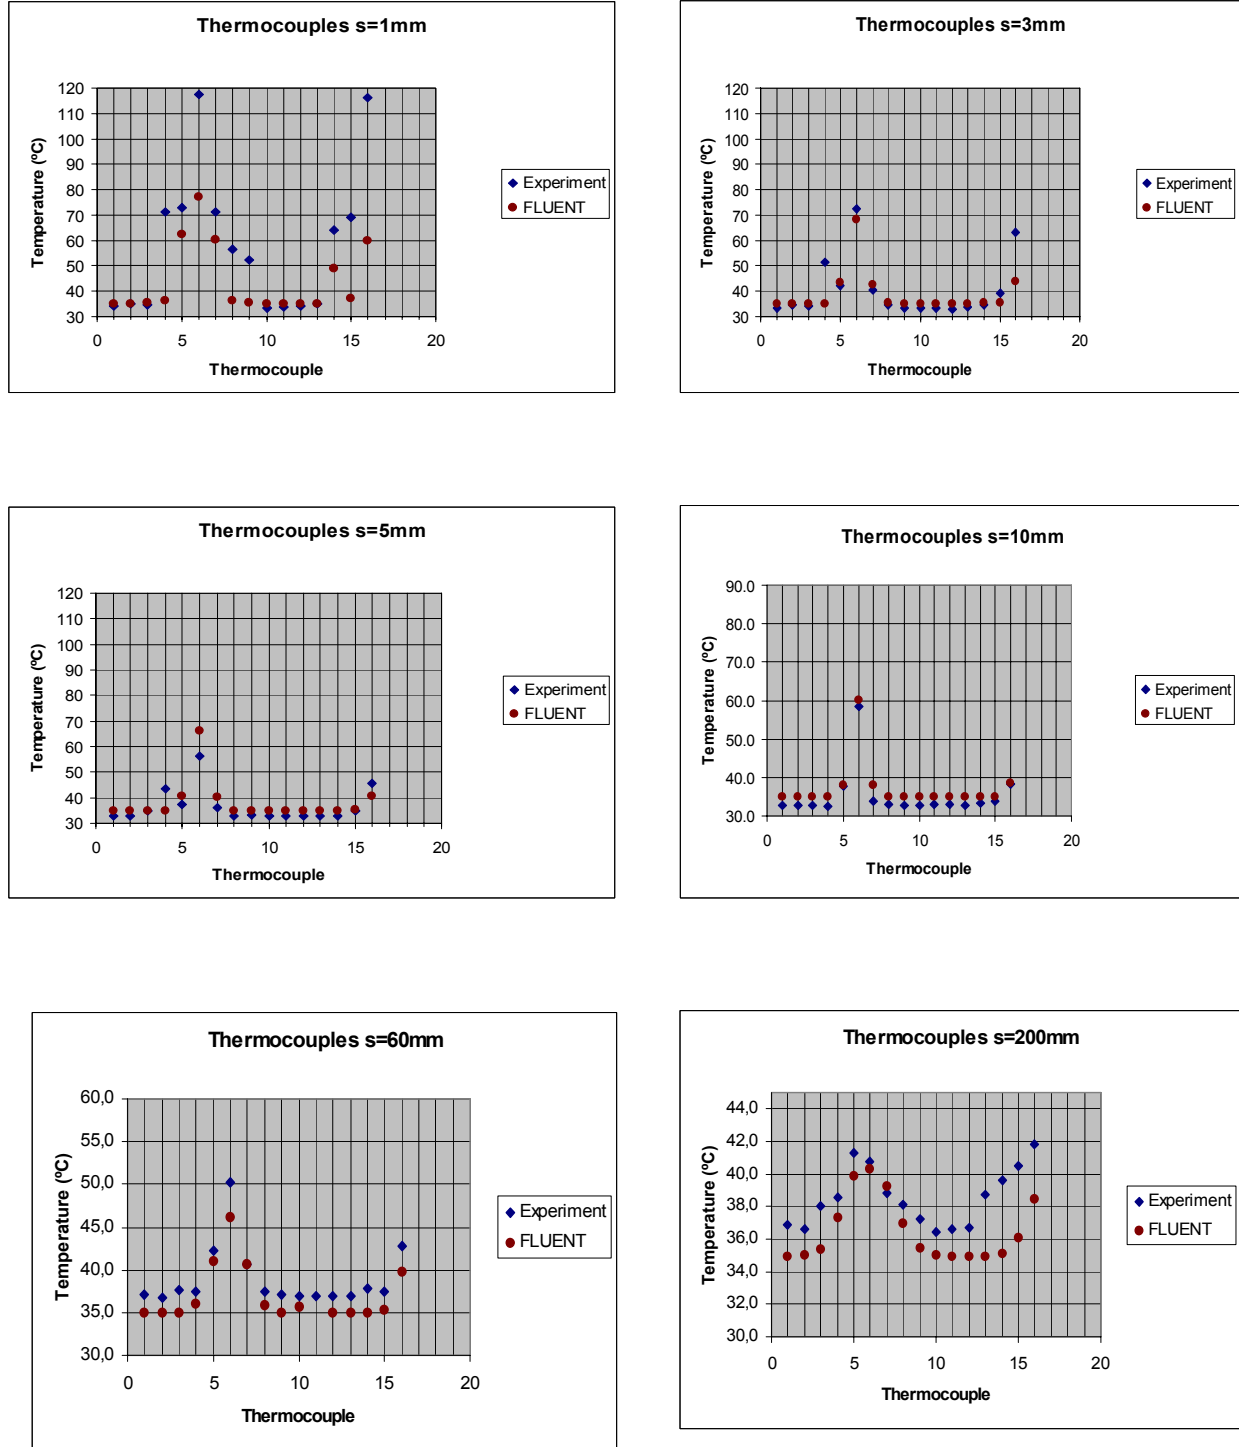 Thermocouples s=1mm
120
110
100
90
80
70
60
50
40
30
0 5 10 15 20
Temperature (ºC)
Thermocouple
Experiment
FLUENT
Thermocouples s=3mm
120
110
100
90
80
70
60
50
40
30
0 5 10 15 20
Temperature (ºC)
Thermocouple
Experiment
FLUENT
Thermocouples s=5mm
120
110
100
90
80
70
60
50
40
30
0 5 10 15 20
Temperature (ºC)
Thermocouple
Experiment
FLUENT
Thermocouples s=10mm
90.0
80.0
70.0
60.0
50.0
40.0
30.0
0 5 10 15 20
Temperature (ºC)
Thermocouple
Experiment
FLUENT
Thermocouples s=60mm
60,0
55,0
50,0
45,0
40,0
35,0
30,0
0 5 10 15 20
Temperature (ºC)
Thermocouple
Experiment
FLUENT
Thermocouples s=200mm
44,0
42,0
40,0
38,0
36,0
34,0
32,0
30,0
0 5 10 15 20
Temperature (ºC)
Thermocouple
Experiment
FLUENT